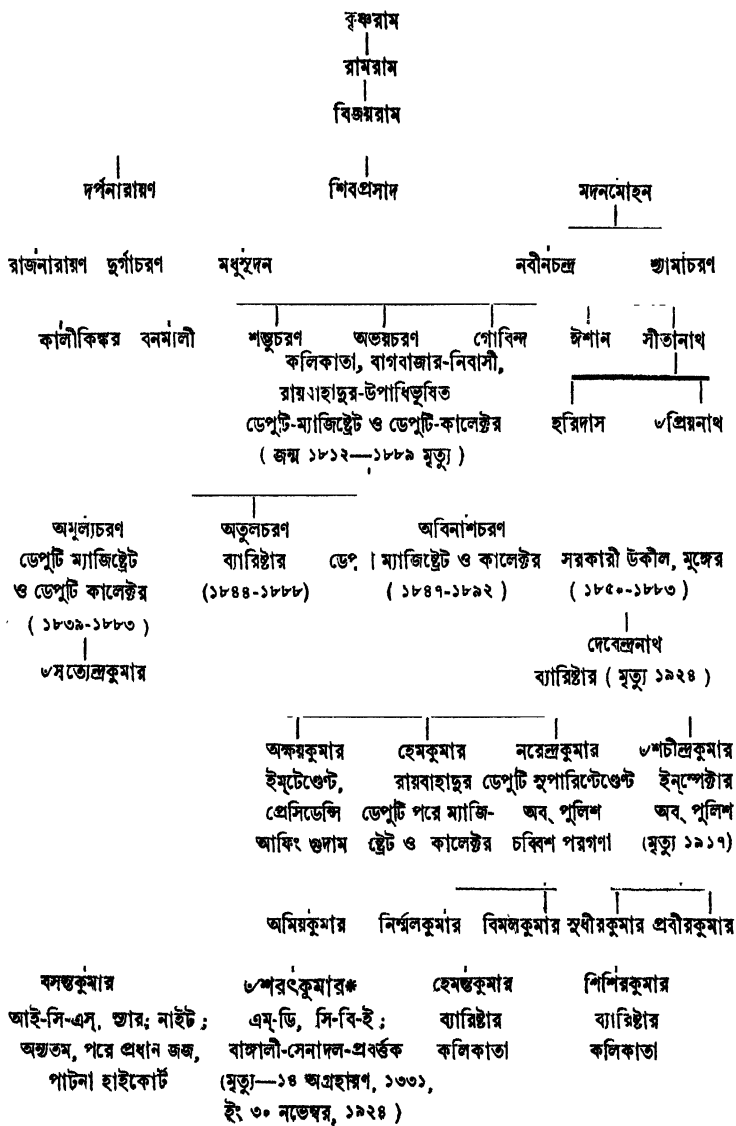 কৃষ্ণরাম
রামরাম
বিজয়রাম
দর্পনারায়ণ শিবপ্রসাদ মদনমোহন
রাজনারায়ণ দুর্গাচরণ মধুসূদন নবীনচন্দ্র শ্যামাচরণ
কালীকিঙ্কর বনমালী শম্ভুচরণ অভয়চরণ গোবিন্দ ঈশান সীতানাথ
কলিকাতা, বাগবাজার-নিবাসী,
রায়বাহাদুর-উপাধিভূষিত
ডেপুটি-ম্যাজিষ্ট্রেট ও ডেপুটি-কালেক্টর হরিদাস ৺প্রিয়নাথ
( জন্ম ১৮১২—১৮৮৯ মৃত্যু )
অমূল্যচরণ অতুলচরণ অবিনাশচরণ
ডেপুটি ম্যাজিষ্ট্রেট ব্যারিষ্টার ডেপু ম্যাজিষ্ট্রেট ও কালেক্টর সরকারী উকীল, মুঙ্গের
ও ডেপুটি কালেক্টর (১৮৪৪-১৮৮৮) ( ১৮৪৭-১৮৯২ ) ( ১৮৫০-১৮৮৩ )
( ১৮৩৯-১৮৮৩ ) দেবেন্দ্রনাথ
৺সত্যেন্দ্রকুমার ব্যারিষ্টার ( মৃত্যু ১৯২৪ )
অক্ষয়কুমার হেমকুমার নরেন্দ্রকুমার ৺শচীন্দ্রকুমার
ইম্‌টেণ্ডেণ্ট, রায়বাহাদুর ডেপুটি সুপারিণ্টেণ্ডেণ্ট ইন্‌স্পেক্টার
প্রেসিডেন্সি ডেপুটি পরে ম্যাজি- অব্ পুলিশ অব্ পুলিশ
আফিং গুদাম ষ্ট্রেট ও কালেক্টর চব্বিশ পরগণা (মৃত্যু ১৯১৭)
অমিয়কুমার নির্ম্মলকুমার বিমলকুমার সুধীরকুমার প্রবীরকুমার
বসন্তকুমার ৺শরৎকুমার* হেমন্তকুমার শিশিরকুমার
আই-সি-এস্, স্যার; নাইট ; এম্-ডি, সি-বি-ই ; ব্যারিষ্টার ব্যারিষ্টার
অন্যতম, পরে প্রধান জজ, বাঙ্গালী-সেনাদল-প্রবর্ত্তক কলিকাতা কলিকাতা
পাটনা হাইকোর্ট (মৃত্যু—১৪ অগ্রহারণ, ১৩৩১,
ইং ৩০ নভেম্বর, ১৯২৪ )